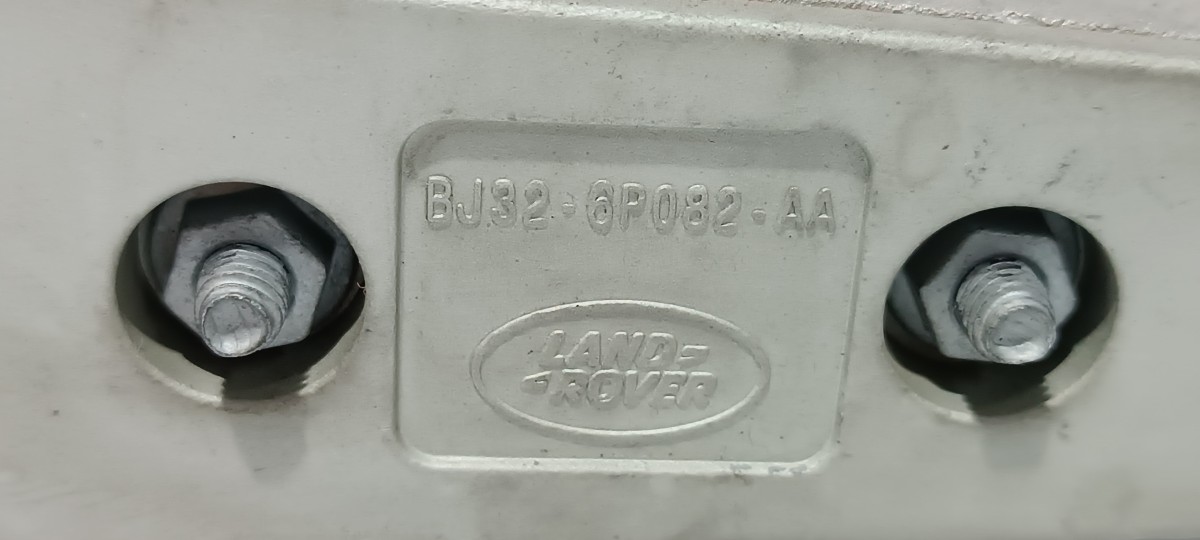 BJ32-6P082-AA
LAND
ROVER